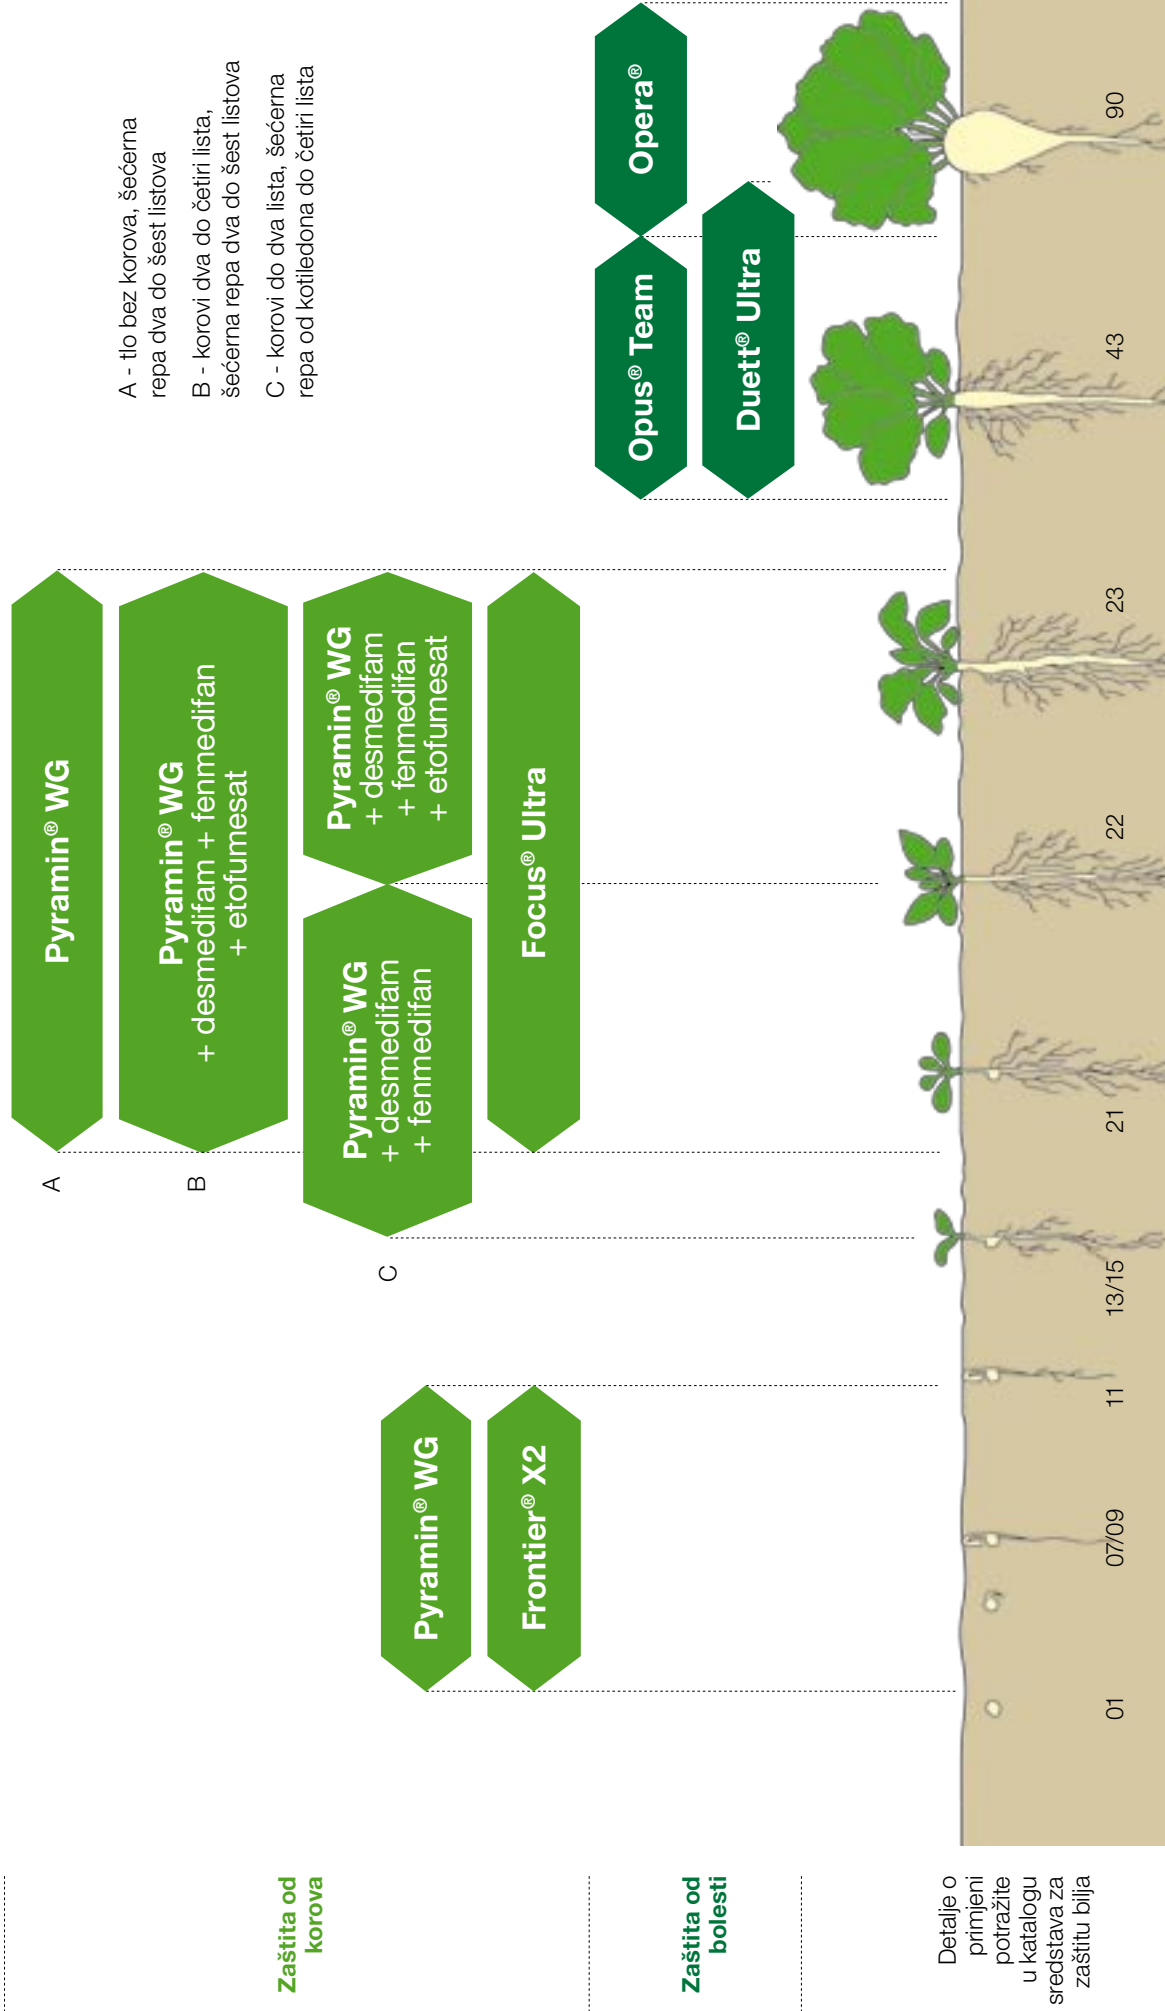 Zaštita od
korova
Zaštita od
bolesti
Detalje o
primjeni
potražite
u katalogu
sredstava za
zaštitu bilja
A
Pyramin® WG
B
Pyramin® WG
+ desmedifam + fenmedifan
+ etofumesat
C
Pyramin® WG
+ desmedifam
+ fenmedifan
Pyramin® WG
+ desmedifam
+ fenmedifan
+ etofumesat
Pyramin® WG
Frontier® X2
Focus® Ultra
A - tlo bez korova, šećerna
repa dva do šest listova
B - korovi dva do četiri lista,
šećerna repa dva do šest listova
C - korovi do dva lista, šećerna
repa od kotiledona do četiri lista
Opus® Team
Opera®
Duett® Ultra
01
07/09
11
13/15
21
22
23
43
90